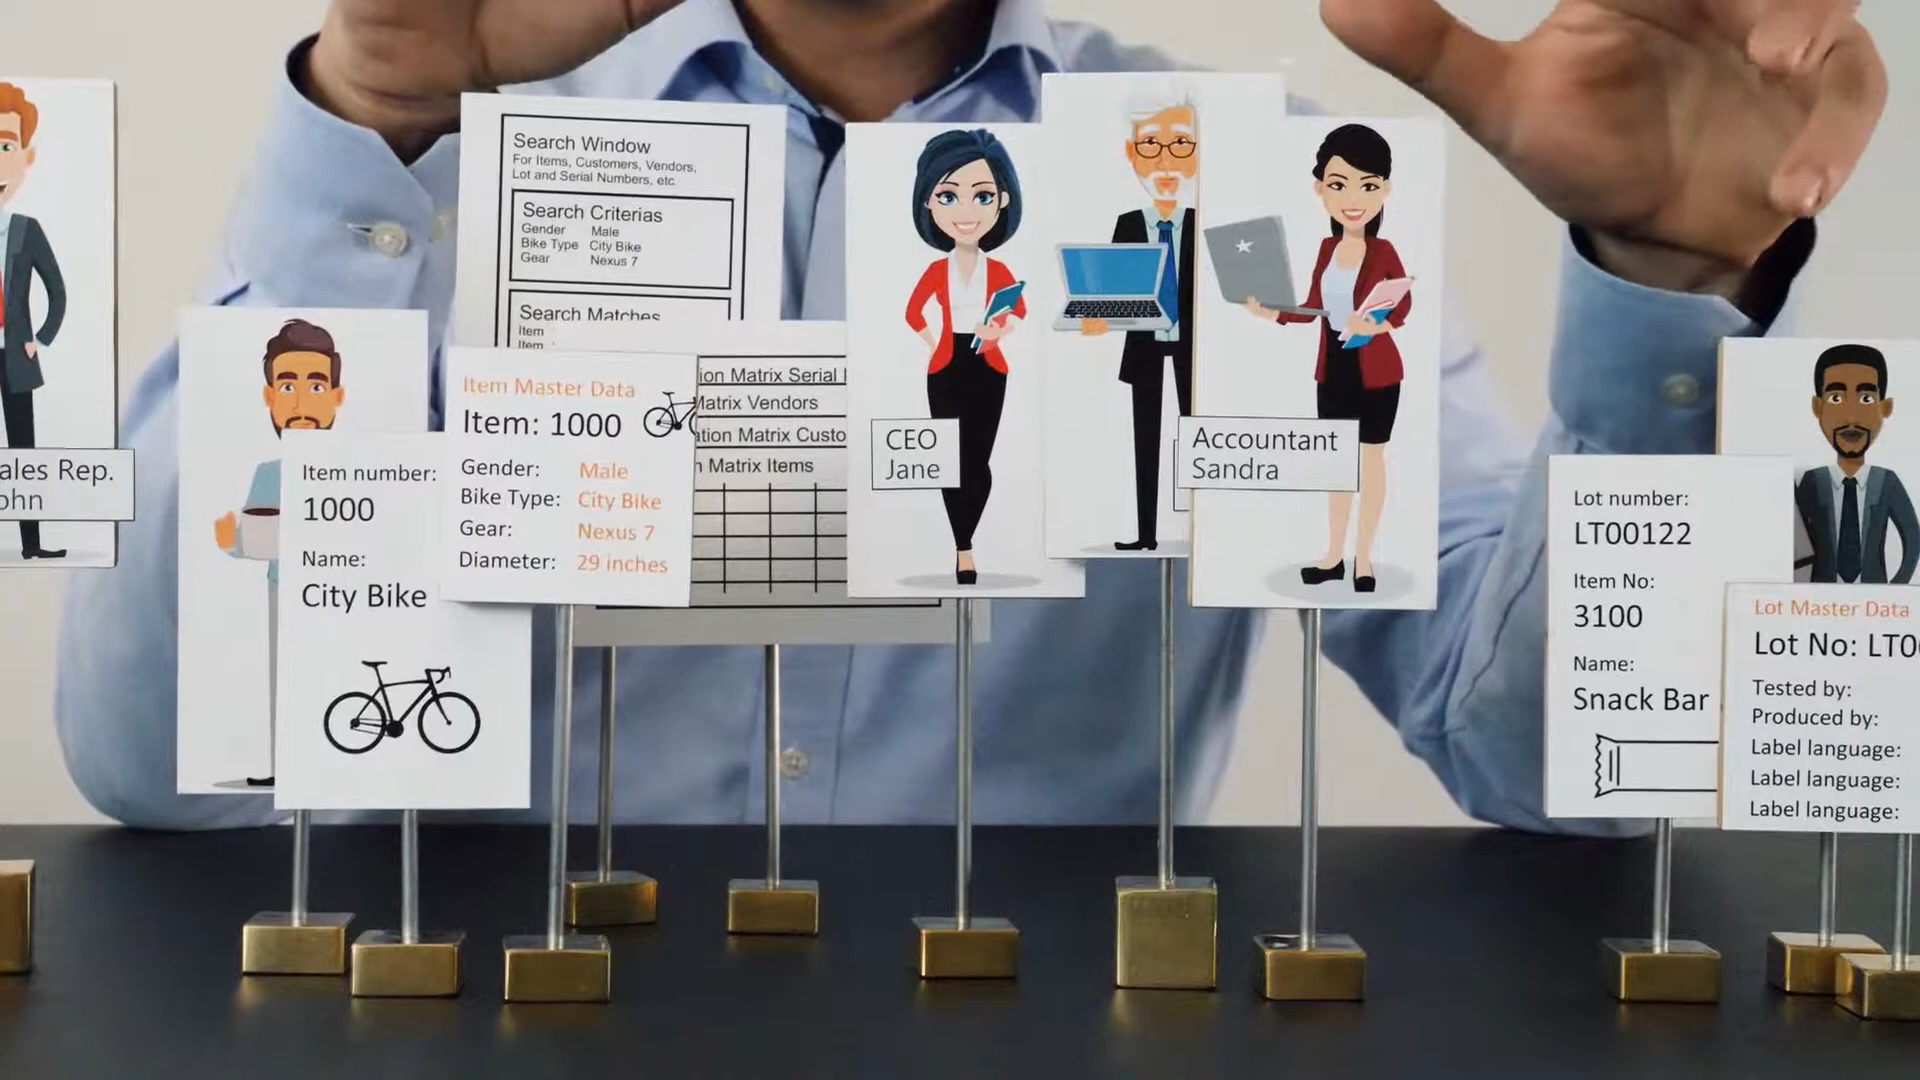 ales Rep.
ohn
Search Window
For Items, Customers, Vendors,
Lot and Serial Numbers, etc.
Search Criterias
Gender Male
Bike Type City Bike
Gear Nexus 7
Search Matches
Item
Item
Item number:
1000
Name:
City Bike
Item Master Data
Item: 1000
Gender: Male
Bike Type: City Bike
Gear: Nexus 7
Diameter: 29 inches
ion Matrix Serial
Matrix Vendors
tion Matrix Custo
Matrix Items
CEO
Jane
Accountant
Sandra
Lot number:
LT00122
Item No:
3100
Name:
Snack Bar
Lot Master Data
Lot No: LT0
Tested by:
Produced by:
Label language:
Label language:
Label language: